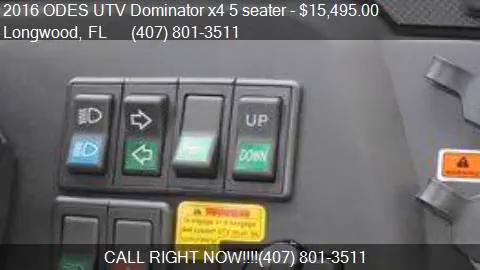 2016 ODES UTV Dominator x4 5 seater - $15,495.00
Longwood, FL (407) 801-3511
UP
DOWN
CALL RIGHT NOW!!!!(407) 801-3511